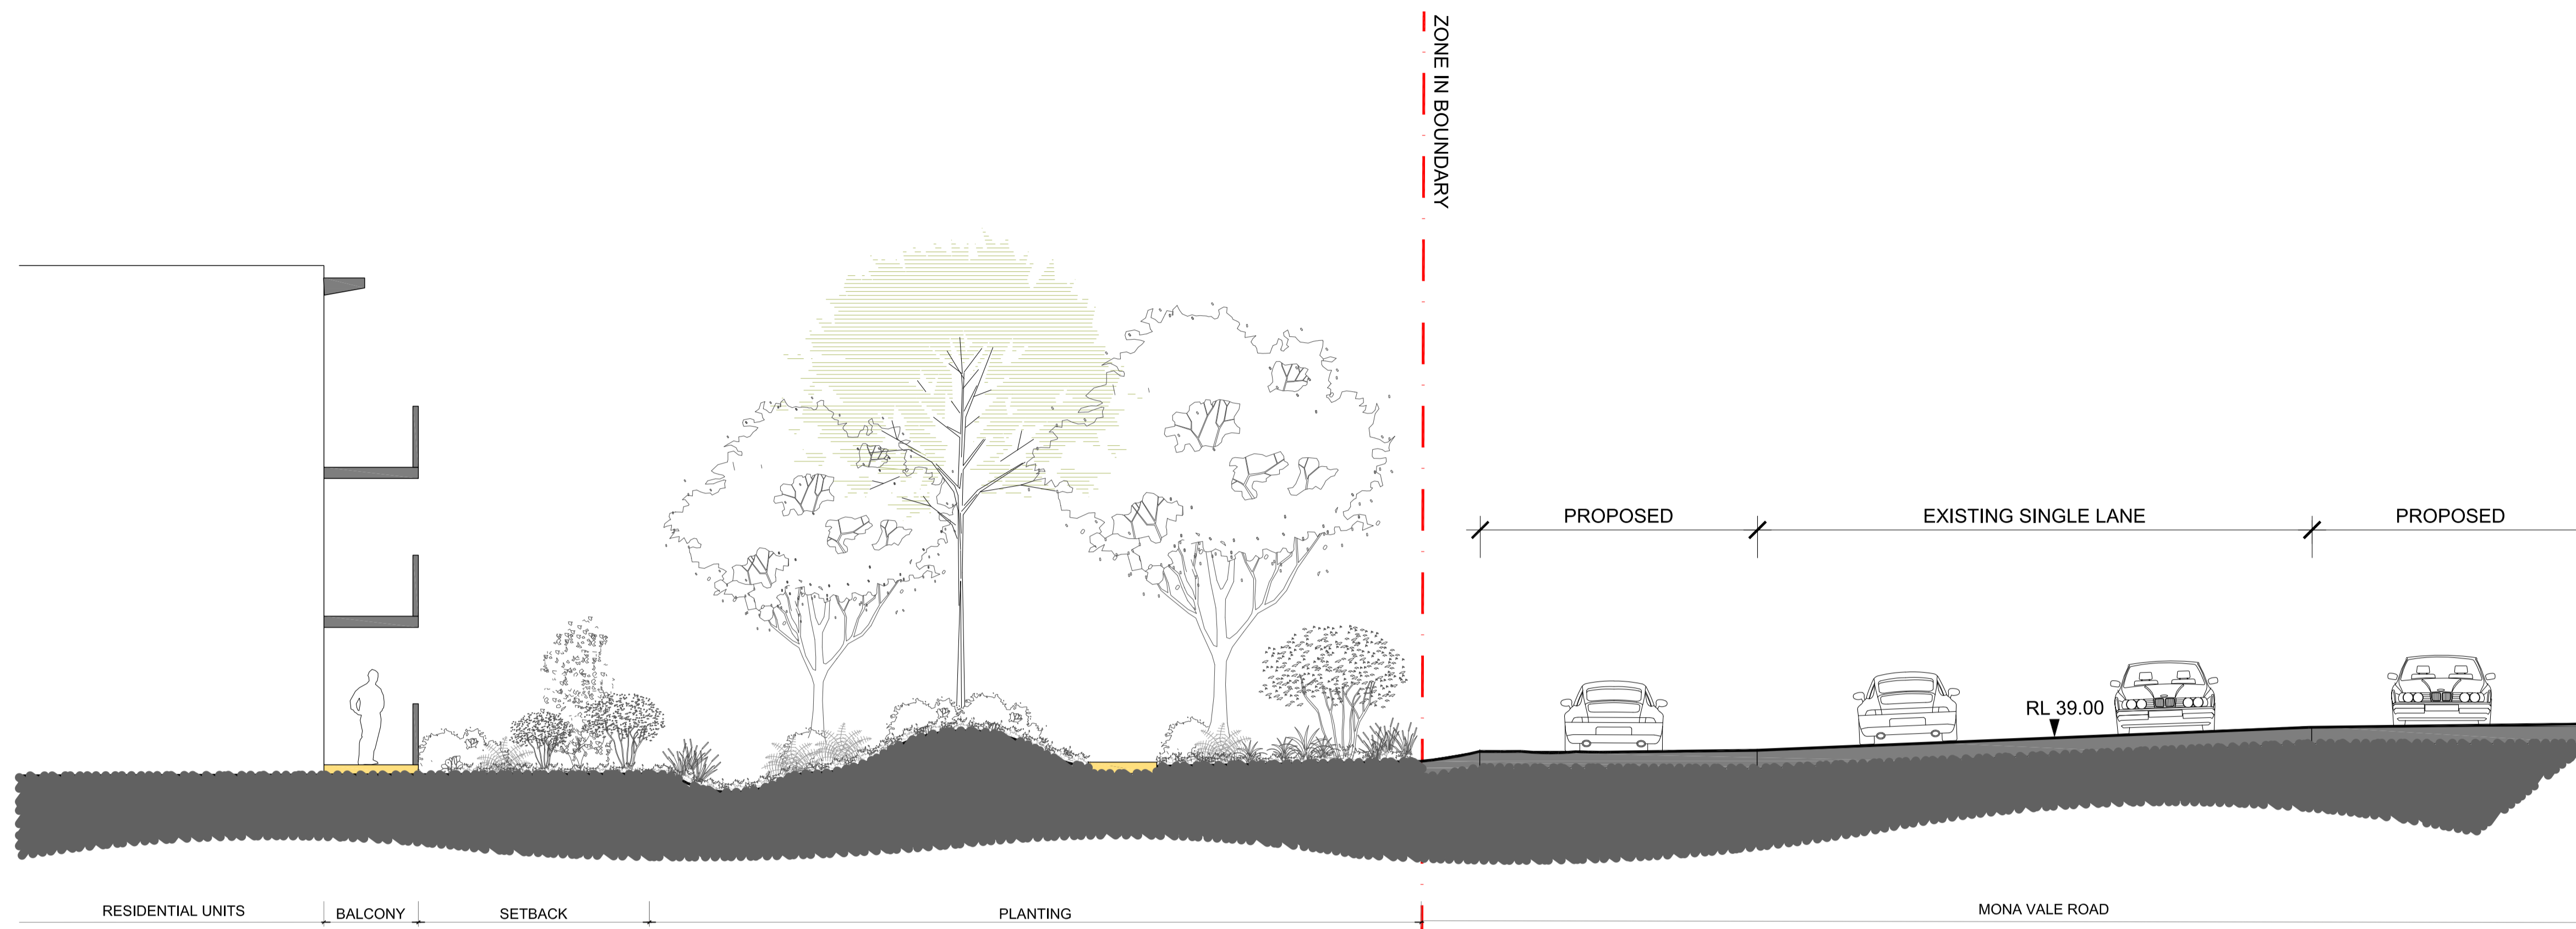 ZONE IN BOUNDARY
PROPOSED
EXISTING SINGLE LANE
PROPOSED
RL 39.00
RESIDENTIAL UNITS
BALCONY
SETBACK
PLANTING
MONA VALE ROAD